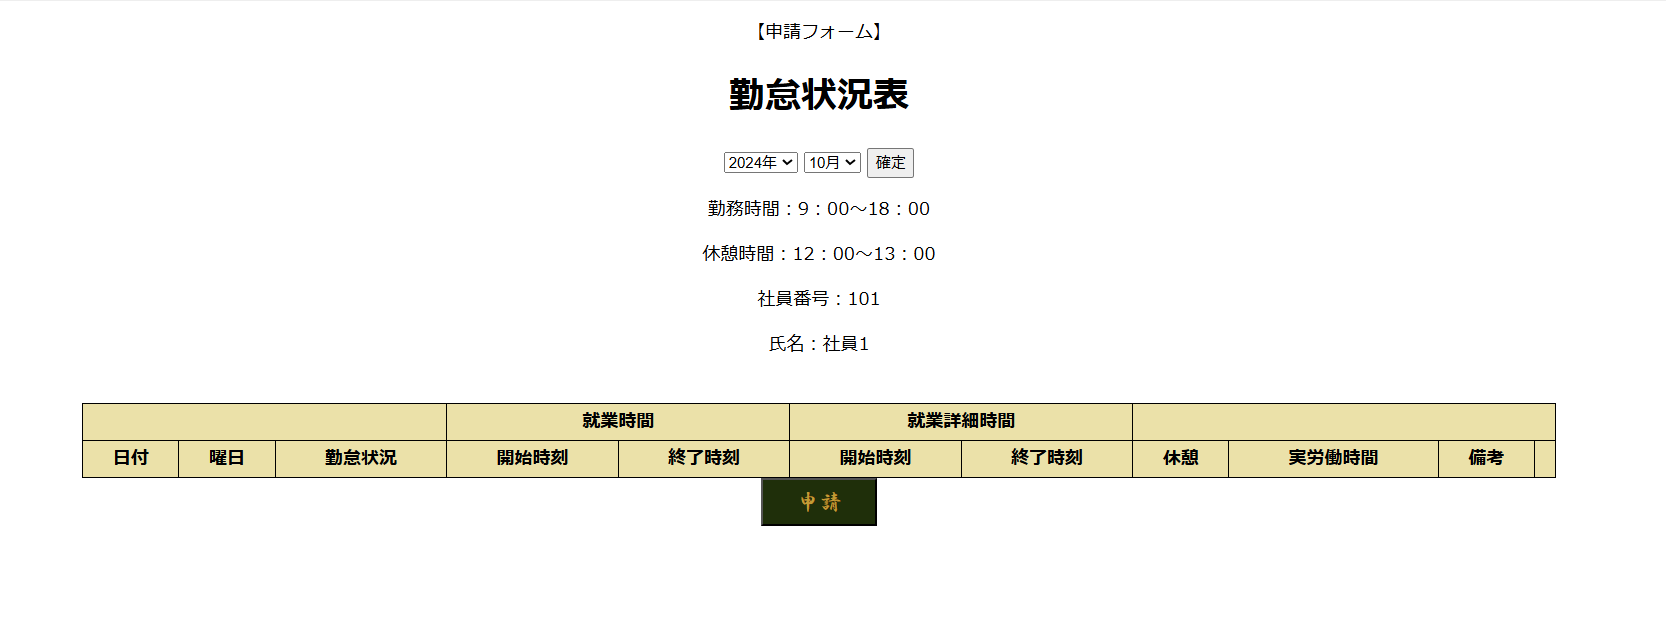 【申請フォーム】
勤怠状況表
2024年 10月 確定
勤務時間：9：00～18：00
休憩時間：12：00～13：00
社員番号：101
氏名：社員1
就業時間 就業詳細時間
日付 曜日 勤怠状況 開始時刻 終了時刻 開始時刻 終了時刻 休憩 実労働時間 備考
申請